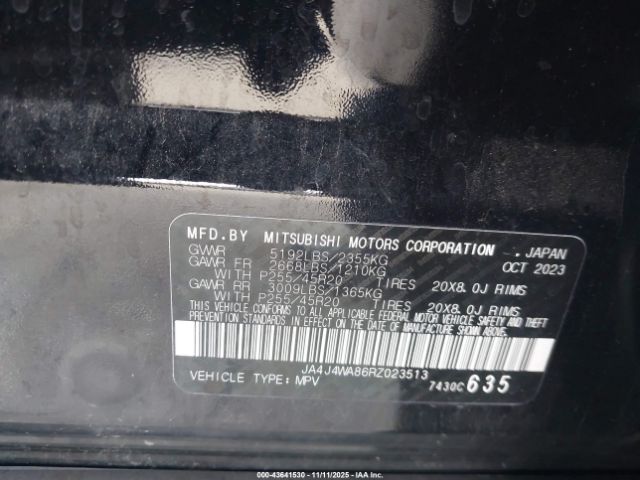 MFD.BY MITSUBISHI MOTORS CORPORATION , JAPAN
GVWR 5192LBS/2355KG OCT 2023
GAWR FR 2668LBS/1210KG
WITH P255/45R20 TIRES 20X8.0J RIMS
GAWR RR 3009LBS/1365KG
WITH P255/45R20 TIRES 20X8.0J RIMS
THIS VEHICLE CONFORMS TO ALL APPLICABLE FEDERAL MOTOR VEHICLE SAFETY AND THEFT
PREVENTION STANDARDS IN EFFECT ON THE DATE OF MANUFACTURE SHOWN ABOVE.
JA4J4WA86RZ023513
VEHICLE TYPE: MPV 7430C635
000-43641530 - 11/11/2025 - IAA Inc.